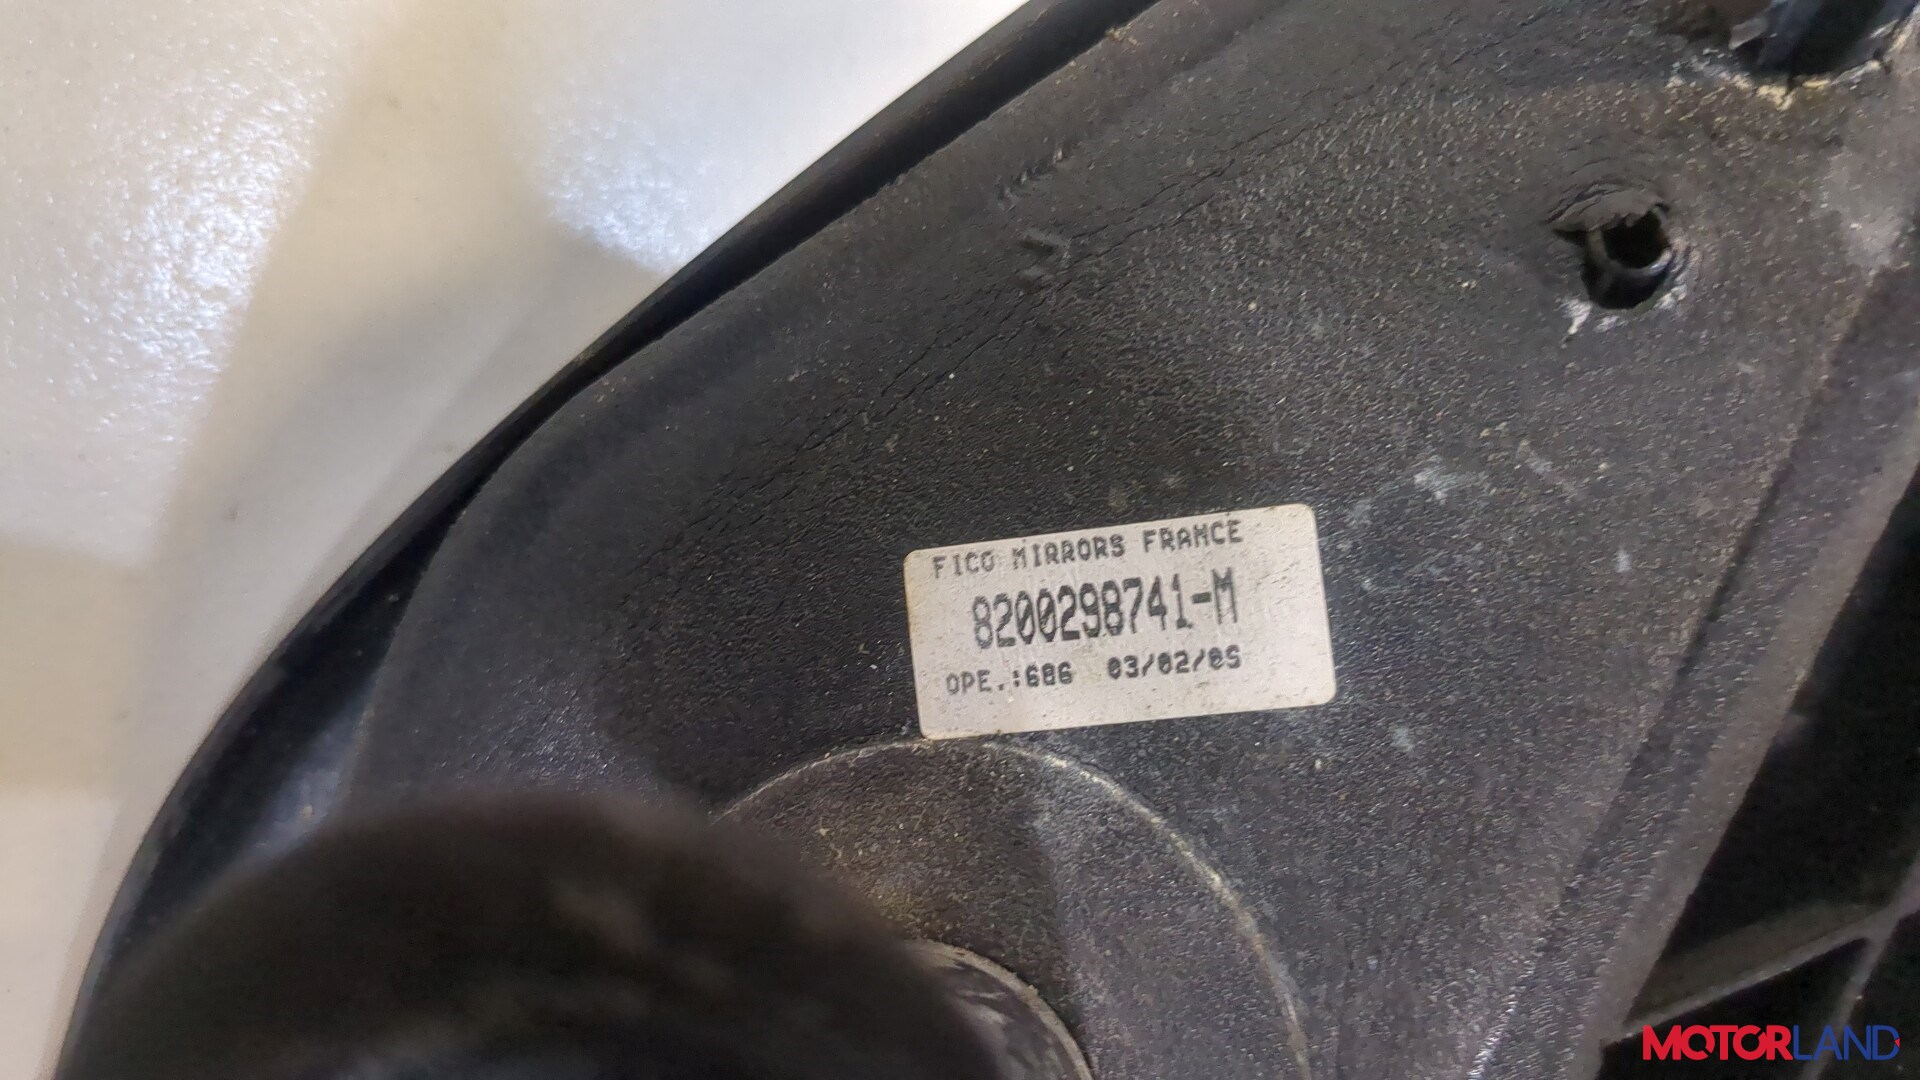 FICO MIRRORS FRANCE
8200298741-M
OPE.:686 03/02/05
MOTORLAND